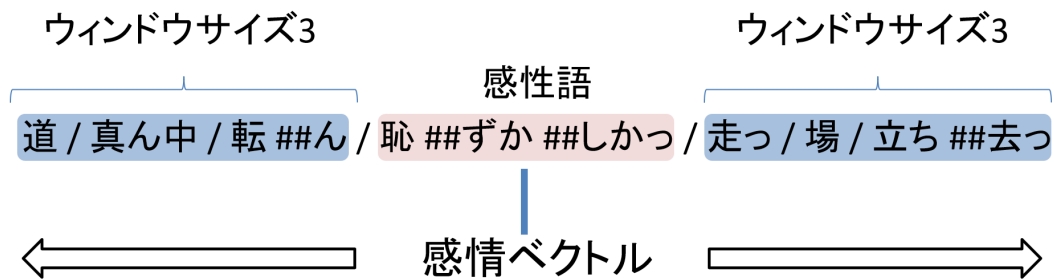 ウィンドウサイズ3
ウィンドウサイズ3
感性語
道 / 真ん中 / 転 ##ん / 恥 ##ずか ##しかっ / 走っ / 場 / 立ち ##去っ
感情ベクトル